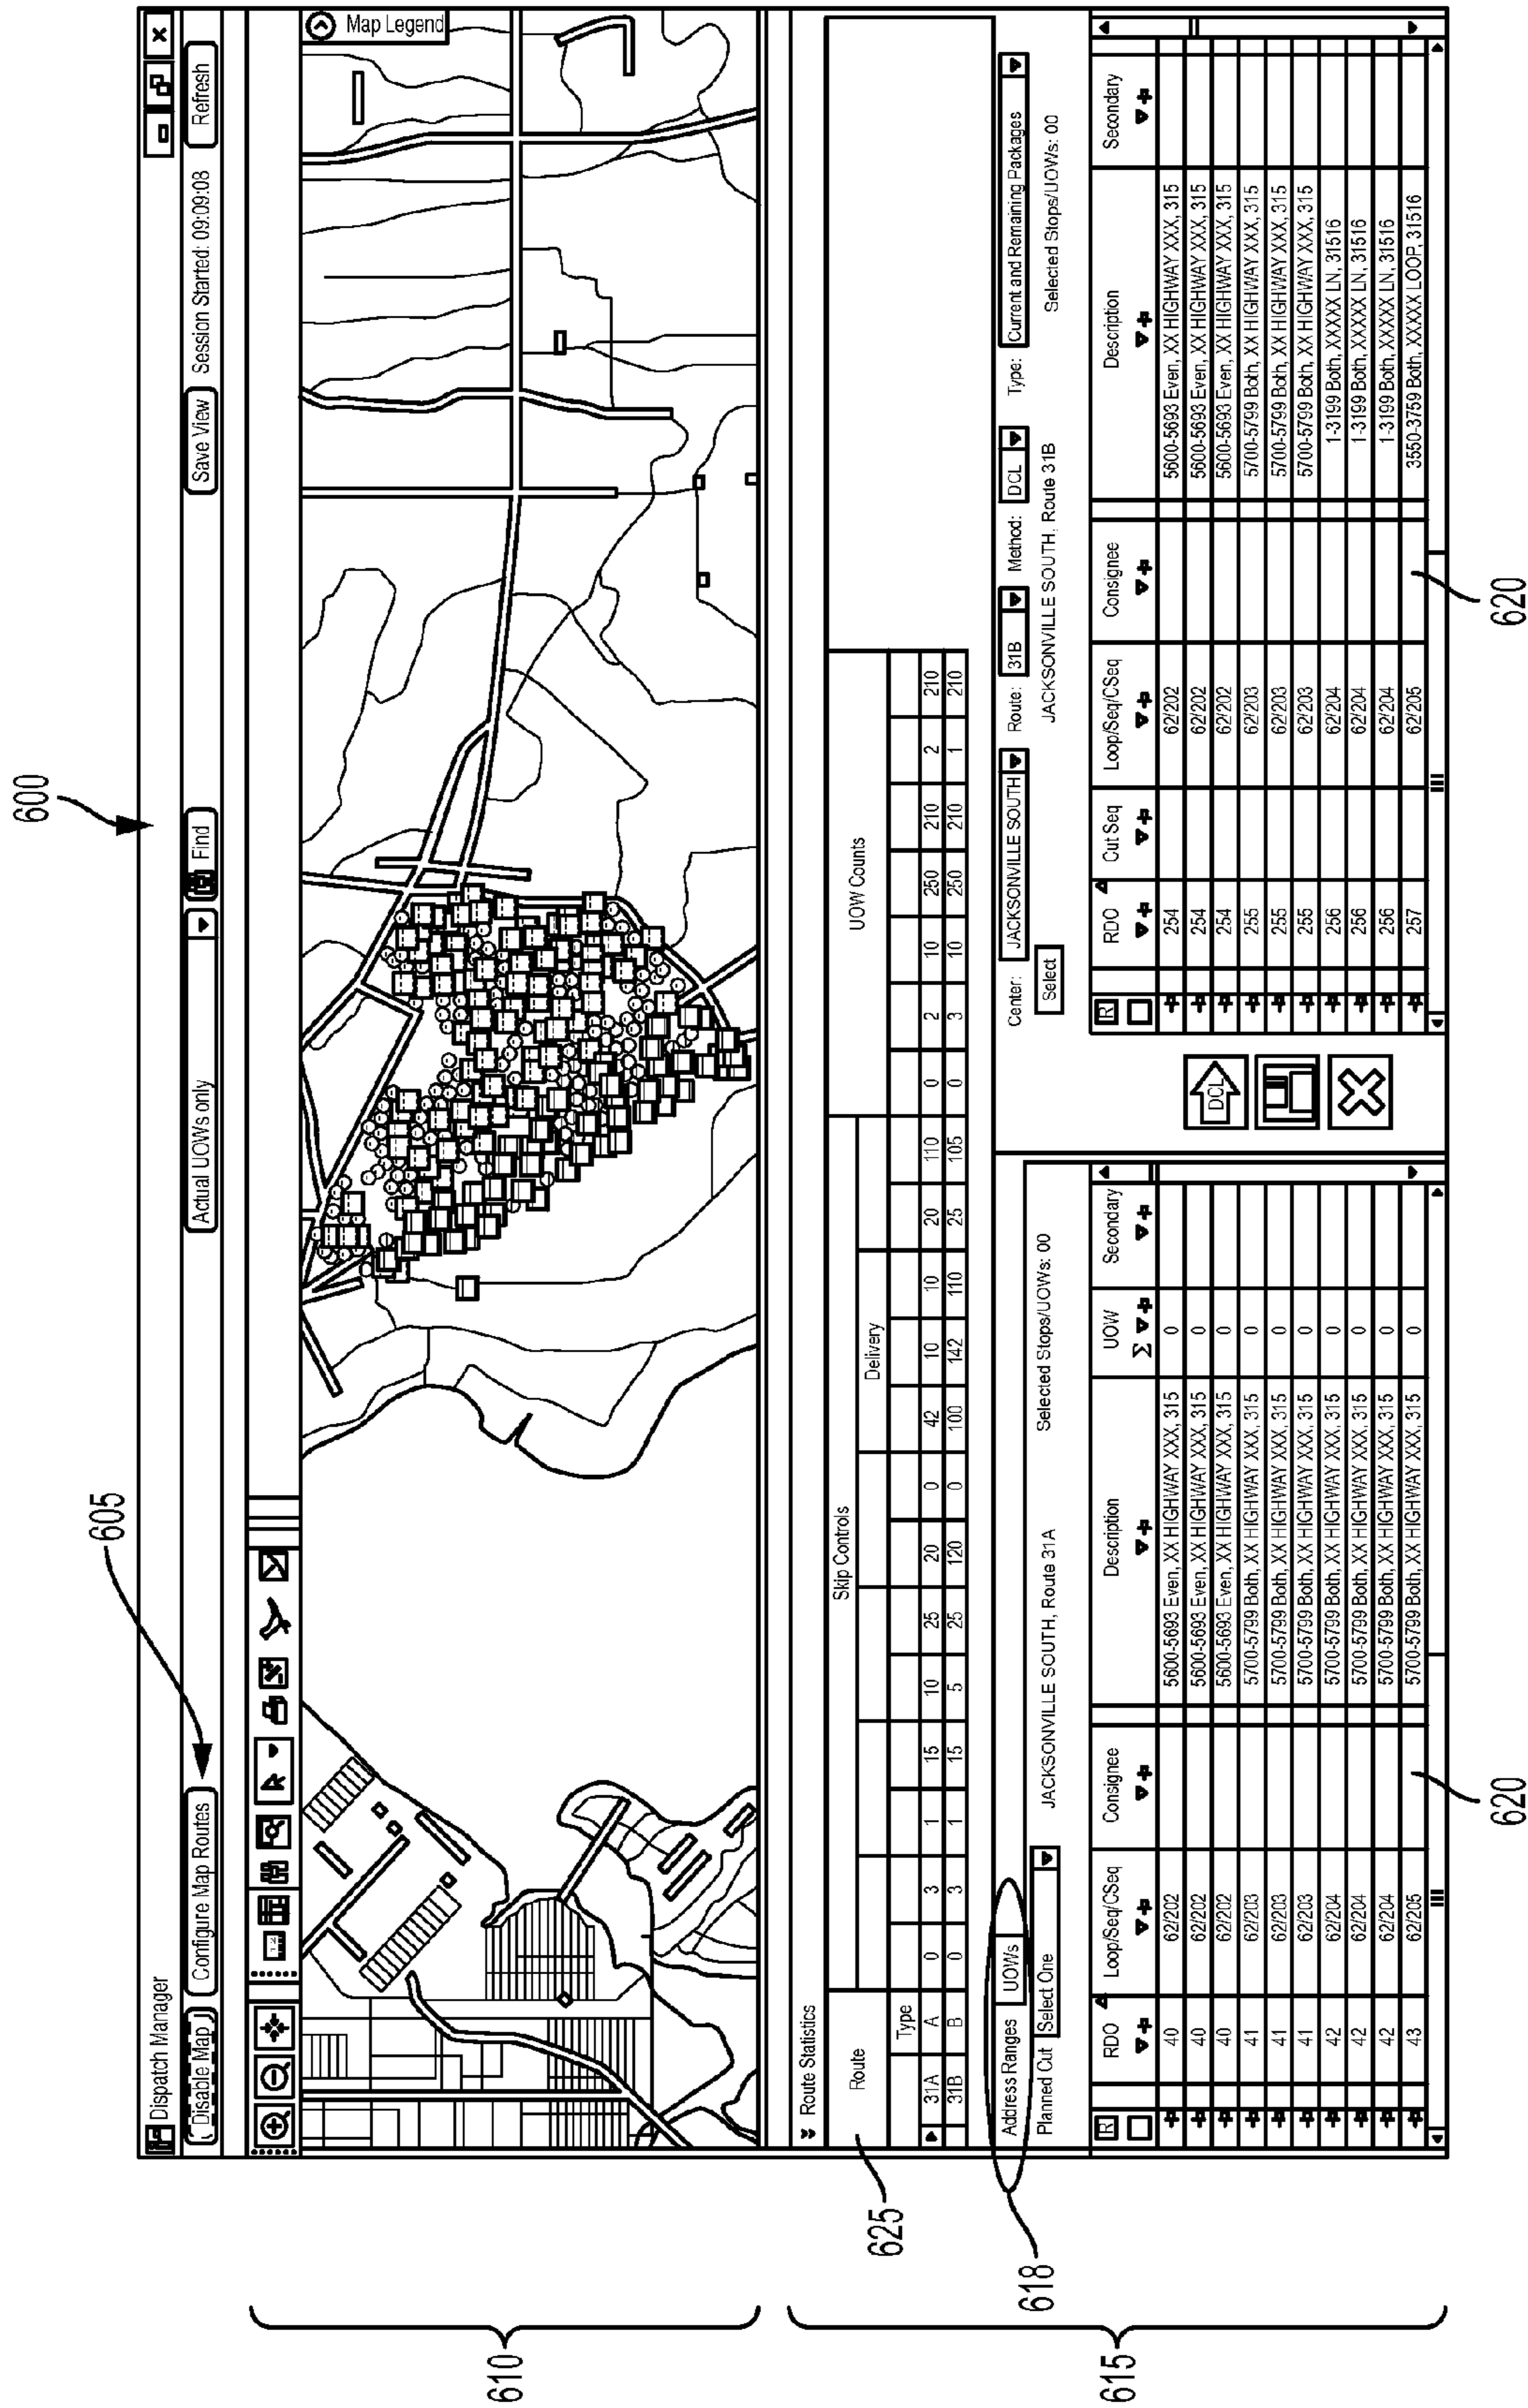 600
605
Dispatch Manager
Disable Map Configure Map Routes Actual UOWs only Find Save View Session Started: 09:09:08 Refresh
Map Legend
610
Route Statistics
Route Skip Controls UOW Counts
Delivery
Type
31A A 0 3 1 15 10 25 20 0 42 10 10 20 110 0 2 10 250 210 2 210
31B B 0 3 1 15 5 25 120 0 100 142 110 25 105 0 3 10 250 210 1 210
625
615
618
Address Ranges UOWs
Planned Cut Select One
JACKSONVILLE SOUTH, Route 31A Selected Stops/UOWs: 00
R RDO Loop/Seq/CSeq Consignee Description UOW Secondary
Σ
40 62/202 5600-5693 Even, XX HIGHWAY XXX, 315 0
40 62/202 5600-5693 Even, XX HIGHWAY XXX, 315 0
40 62/202 5600-5693 Even, XX HIGHWAY XXX, 315 0
41 62/203 5700-5799 Both, XX HIGHWAY XXX, 315 0
41 62/203 5700-5799 Both, XX HIGHWAY XXX, 315 0
41 62/203 5700-5799 Both, XX HIGHWAY XXX, 315 0
42 62/204 5700-5799 Both, XX HIGHWAY XXX, 315 0
42 62/204 5700-5799 Both, XX HIGHWAY XXX, 315 0
42 62/204 5700-5799 Both, XX HIGHWAY XXX, 315 0
43 62/205 5700-5799 Both, XX HIGHWAY XXX, 315 0
620
DCL
Center: JACKSONVILLE SOUTH Route: 31B Method: DCL Type: Current and Remaining Packages
Select JACKSONVILLE SOUTH, Route 31B Selected Stops/UOWs: 00
R RDO Cut Seq Loop/Seq/CSeq Consignee Description Secondary
254 62/202 5600-5693 Even, XX HIGHWAY XXX, 315
254 62/202 5600-5693 Even, XX HIGHWAY XXX, 315
254 62/202 5600-5693 Even, XX HIGHWAY XXX, 315
255 62/203 5700-5799 Both, XX HIGHWAY XXX, 315
255 62/203 5700-5799 Both, XX HIGHWAY XXX, 315
255 62/203 5700-5799 Both, XX HIGHWAY XXX, 315
256 62/204 1-3199 Both, XXXXX LN, 31516
256 62/204 1-3199 Both, XXXXX LN, 31516
256 62/204 1-3199 Both, XXXXX LN, 31516
257 62/205 3550-3759 Both, XXXXX LOOP, 31516
620